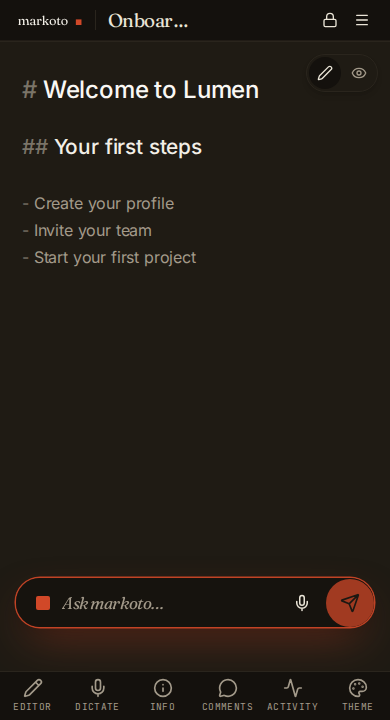 markoto
Onboar...
# Welcome to Lumen
## Your first steps
- Create your profile
- Invite your team
- Start your first project
Ask markoto...
EDITOR DICTATE INFO COMMENTS ACTIVITY THEME